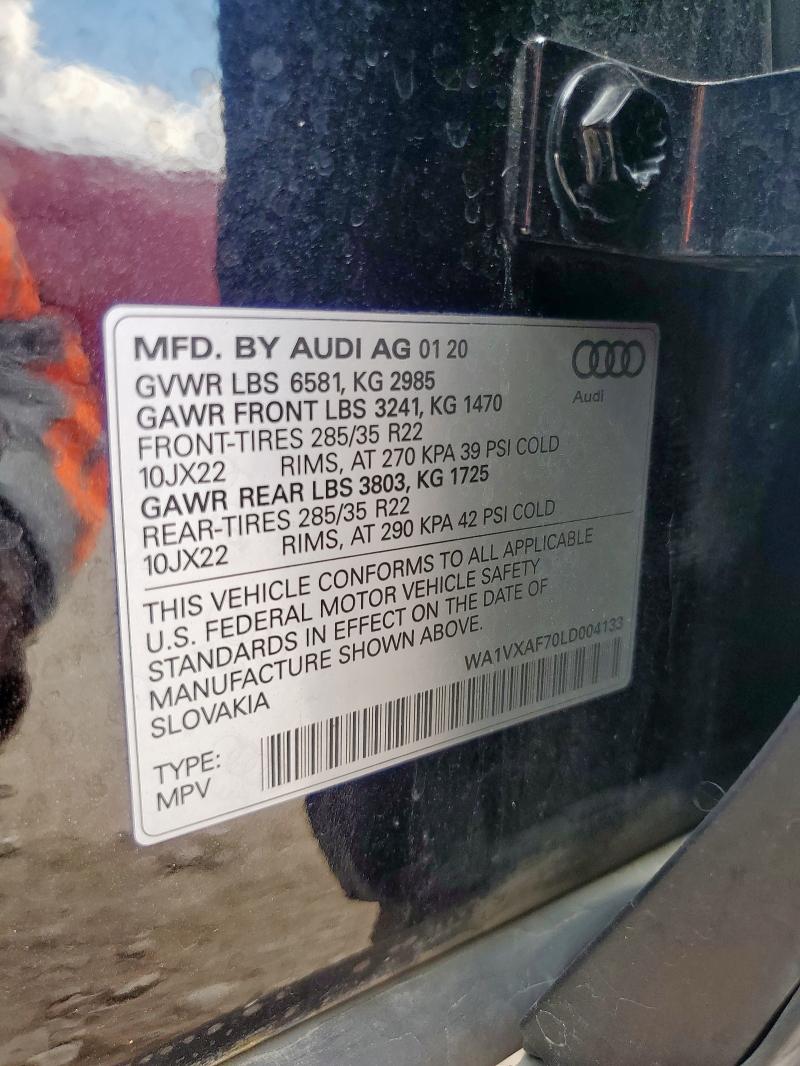 MFD. BY AUDI AG 01 20
Audi
GVWR LBS 6581, KG 2985
GAWR FRONT LBS 3241, KG 1470
FRONT-TIRES 285/35 R22
10JX22 RIMS, AT 270 KPA 39 PSI COLD
GAWR REAR LBS 3803, KG 1725
REAR-TIRES 285/35 R22
10JX22 RIMS, AT 290 KPA 42 PSI COLD
THIS VEHICLE CONFORMS TO ALL APPLICABLE
U.S. FEDERAL MOTOR VEHICLE SAFETY
STANDARDS IN EFFECT ON THE DATE OF
MANUFACTURE SHOWN ABOVE.
SLOVAKIA
WA1VXAF70LD004133
TYPE:
MPV